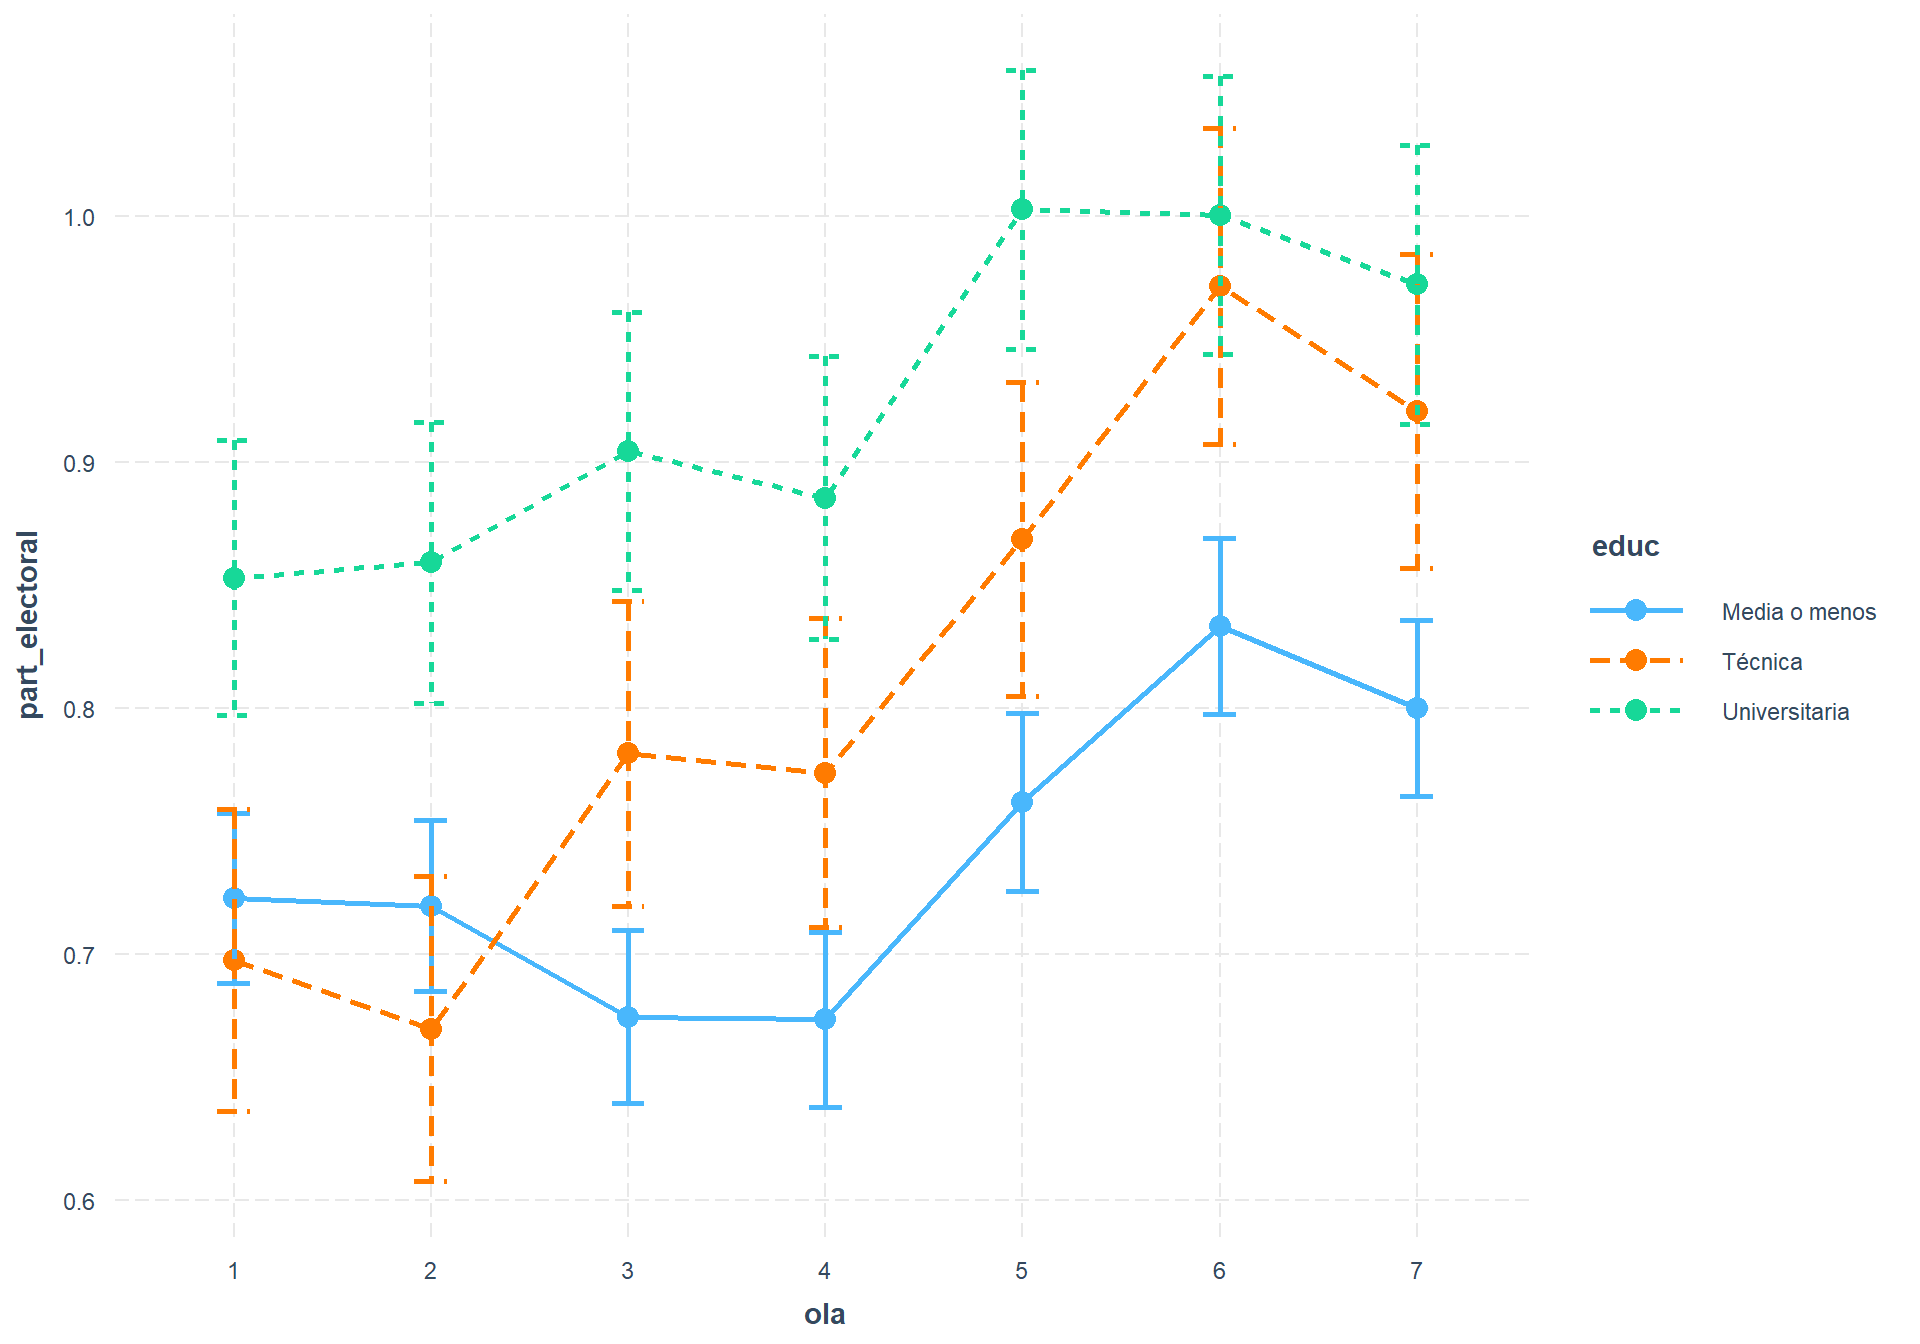 1.0
0.9
0.8
0.7
0.6
part_electoral
1 2 3 4 5 6 7
ola
educ
Media o menos
Técnica
Universitaria